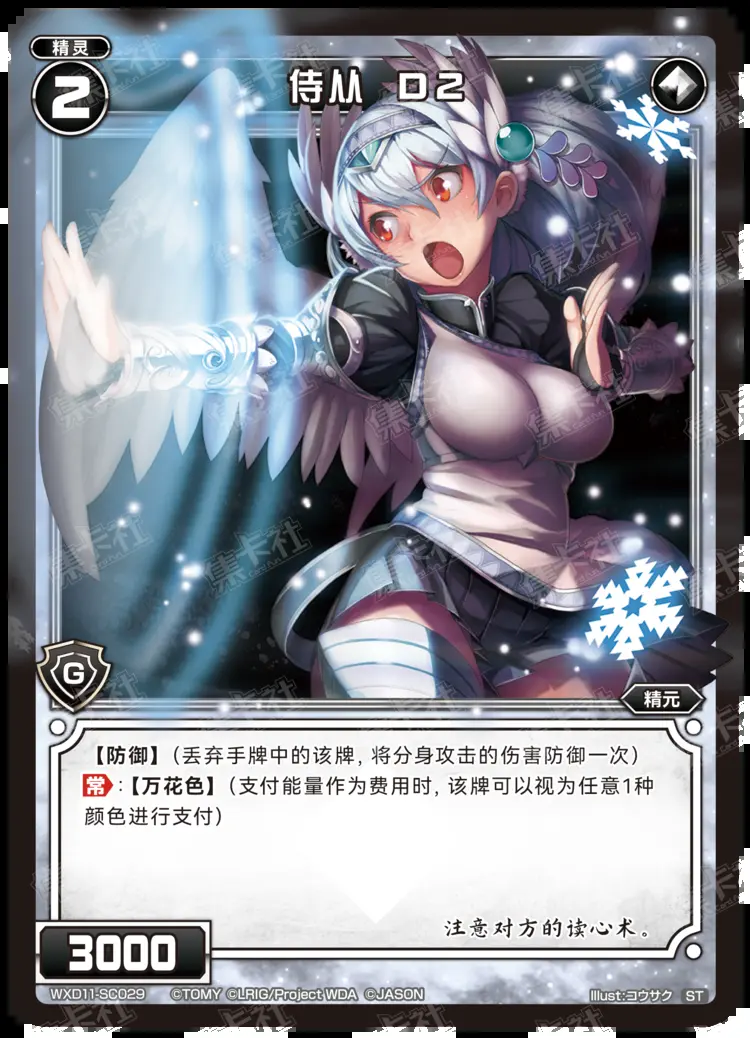 精灵
2
侍从 D2
G
精元
【防御】(丢弃手牌中的该牌, 将分身攻击的伤害防御一次)
常:【万花色】(支付能量作为费用时, 该牌可以视为任意1种
颜色进行支付)
注意对方的读心术。
3000
WXD11-SC029 ©TOMY ©LRIG/Project WDA ©JASON Illust:コウサク ST
集卡社